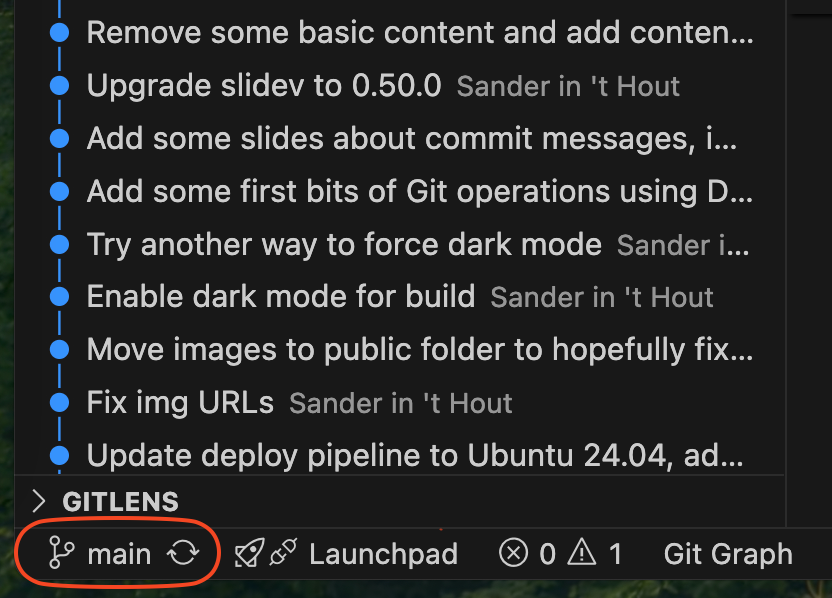 Remove some basic content and add conten...
Upgrade slidev to 0.50.0 Sander in 't Hout
Add some slides about commit messages, i...
Add some first bits of Git operations using D...
Try another way to force dark mode Sander i...
Enable dark mode for build Sander in 't Hout
Move images to public folder to hopefully fix...
Fix img URLs Sander in 't Hout
Update deploy pipeline to Ubuntu 24.04, ad...
GITLENS
main Launchpad 0 1 Git Graph